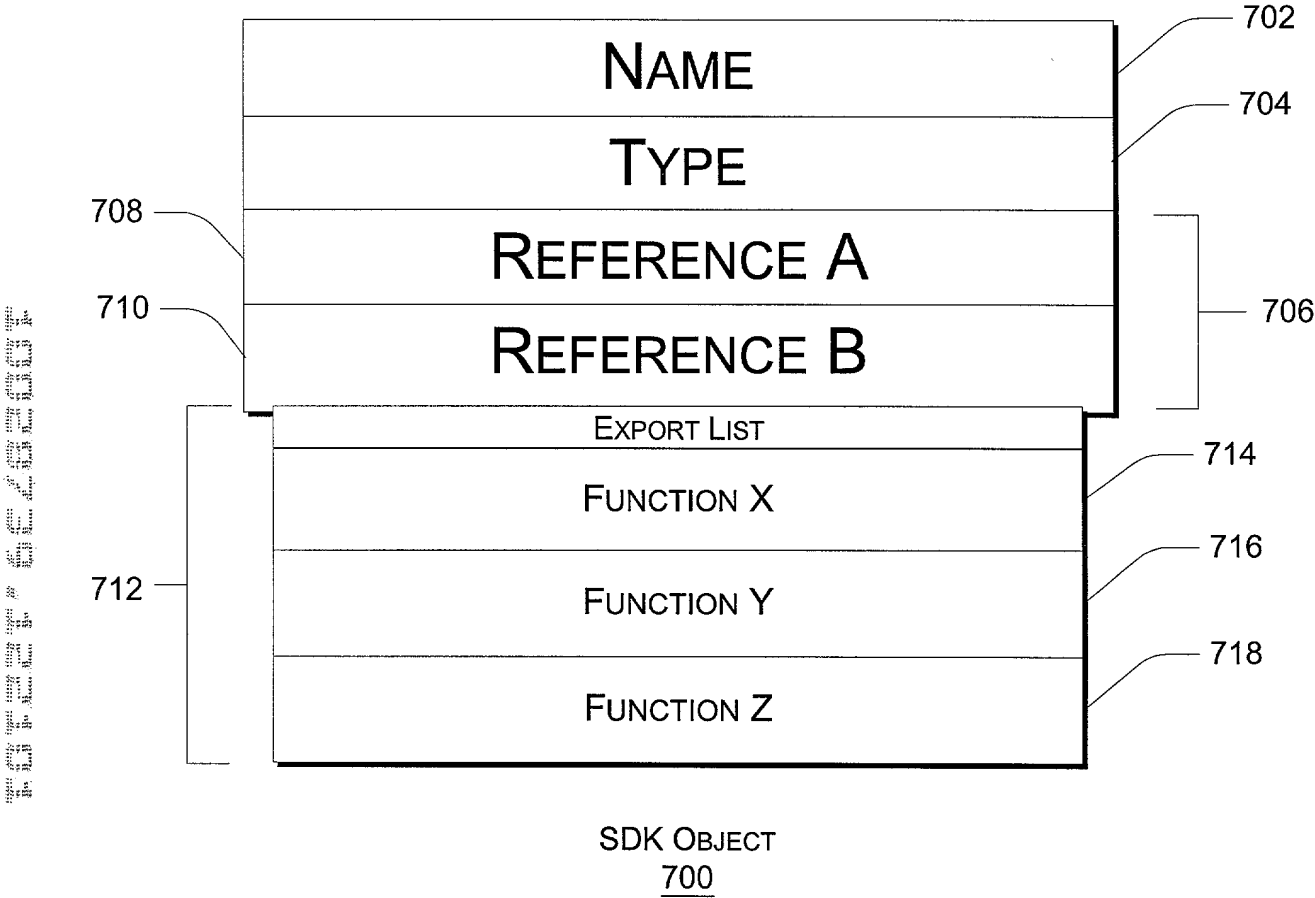 702
NAME
704
TYPE
708
REFERENCE A
706
710
REFERENCE B
EXPORT LIST
714
FUNCTION X
716
712
FUNCTION Y
718
FUNCTION Z
SDK OBJECT
700